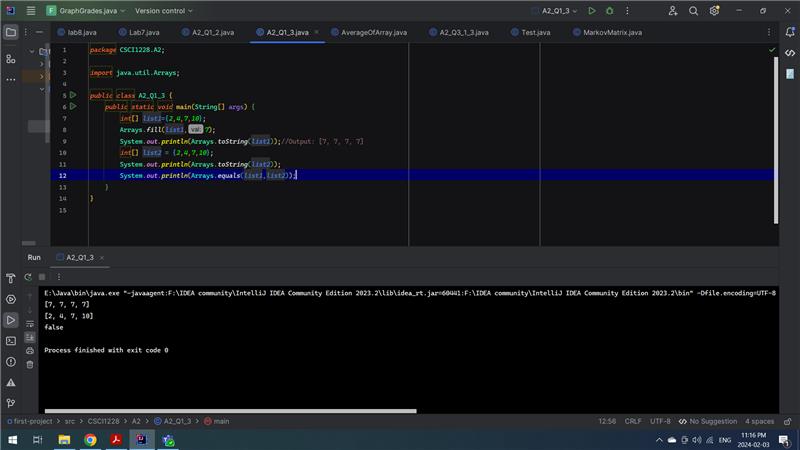 GraphGrades.java Version control A2_Q1_3
lab8.java Lab7.java A2_Q1_2.java A2_Q1_3.java AverageOfArray.java A2_Q3_1_3.java Test.java MarkovMatrix.java
1 package CSCI1228.A2;
2
3 import java.util.Arrays;
4
5 public class A2_Q1_3 {
6 public static void main(String[] args) {
7 int[] list1={2,4,7,10};
8 Arrays.fill(list1, val: 7);
9 System.out.println(Arrays.toString(list1));//Output: [7, 7, 7, 7]
10 int[] list2 = {2,4,7,10};
11 System.out.println(Arrays.toString(list2));
12 System.out.println(Arrays.equals(list1,list2));
13 }
14 }
15
Run A2_Q1_3
E:\Java\bin\java.exe "-javaagent:F:\IDEA community\IntelliJ IDEA Community Edition 2023.2\lib\idea_rt.jar=60441:F:\IDEA community\IntelliJ IDEA Community Edition 2023.2\bin" -Dfile.encoding=UTF-8
[7, 7, 7, 7]
[2, 4, 7, 10]
false
Process finished with exit code 0
first-project > src > CSCI1228 > A2 > A2_Q1_3 > main 12:56 CRLF UTF-8 No Suggestion 4 spaces
ENG 11:16 PM
2024-02-03